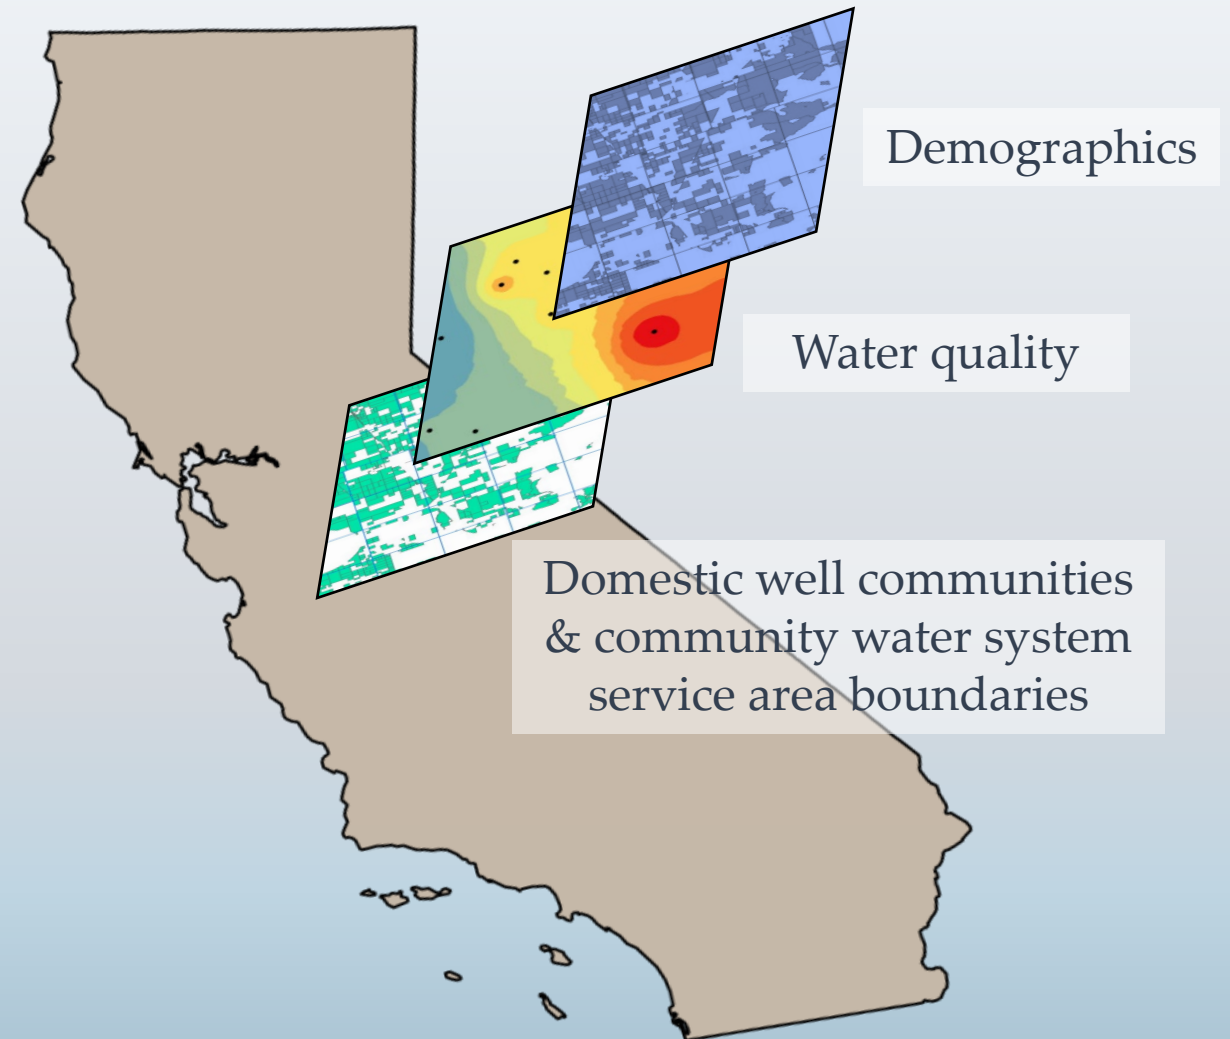 Demographics
Water quality
Domestic well communities
& community water system
service area boundaries